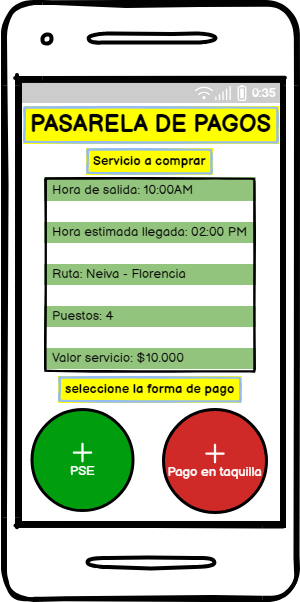 0:35
PASARELA DE PAGOS
Servicio a comprar
Hora de salida: 10:00AM
Hora estimada llegada: 02:00 PM
Ruta: Neiva - Florencia
Puestos: 4
Valor servicio: $10.000
seleccione la forma de pago
PSE
Pago en taquilla